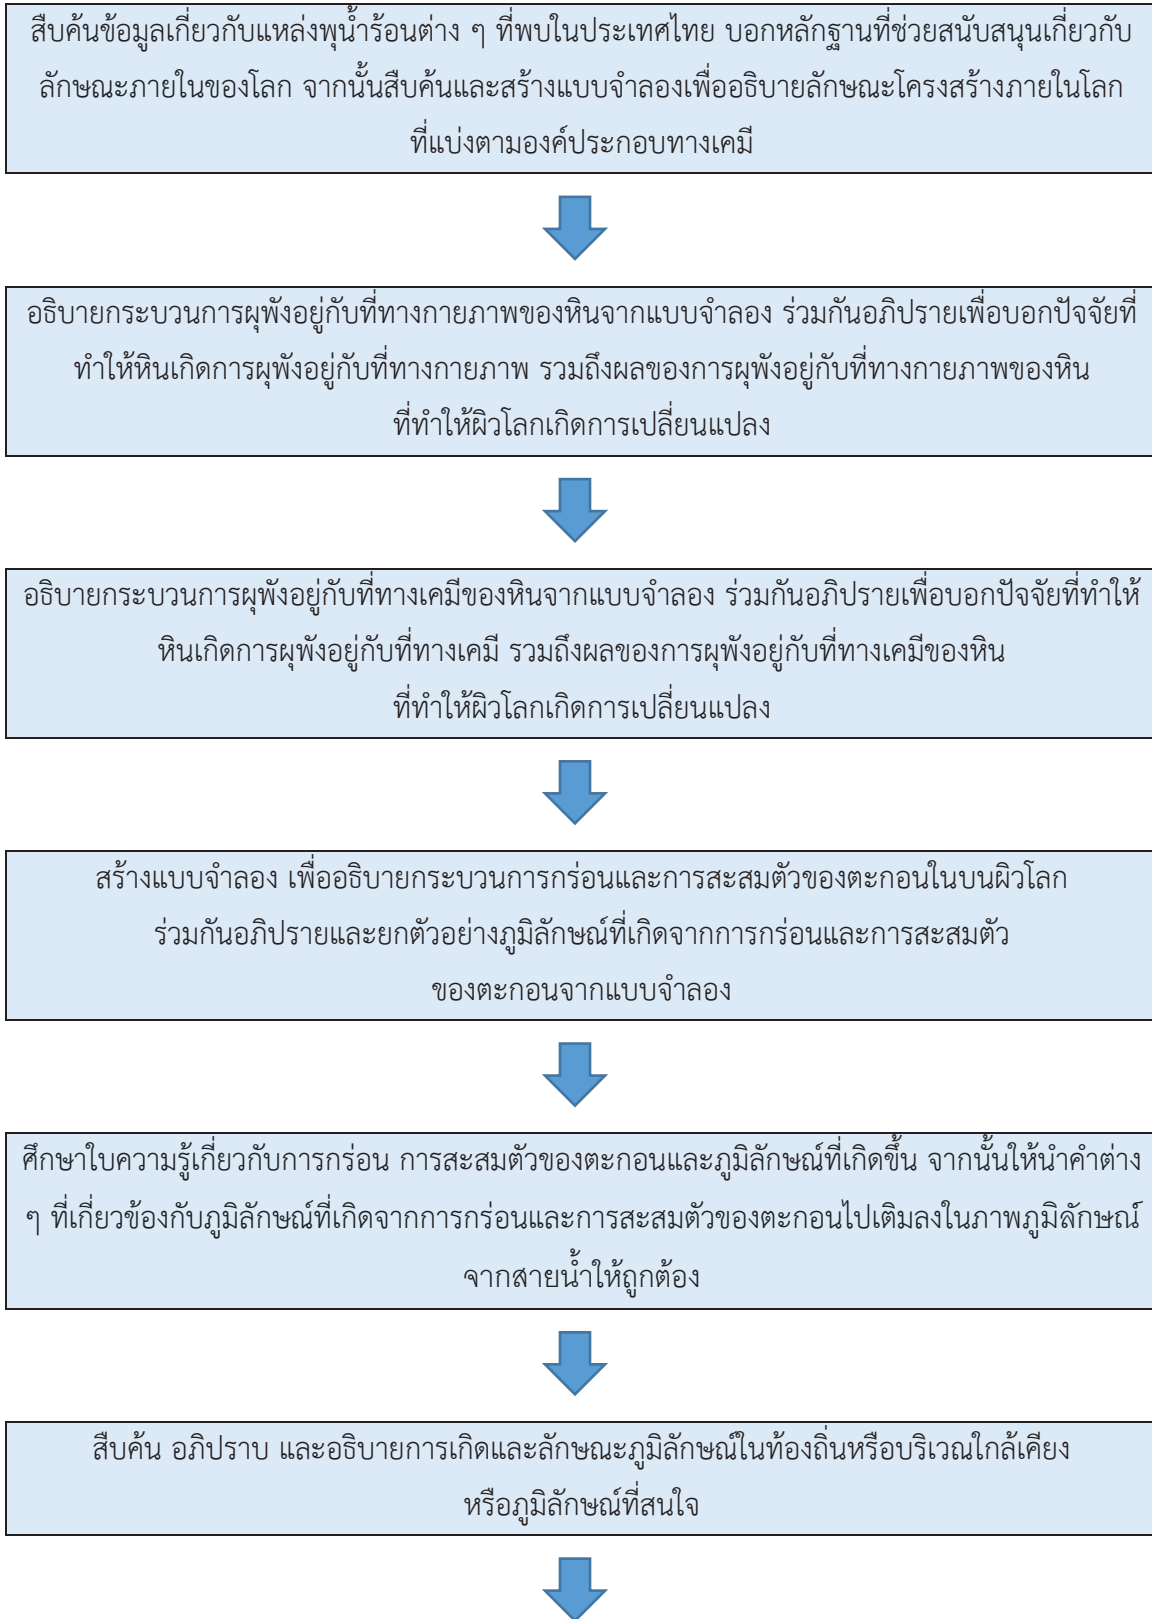 สืบค้นข้อมูลเกี่ยวกับแหล่งพุน้ำร้อนต่าง ๆ ที่พบในประเทศไทย บอกหลักฐานที่ช่วยสนับสนุนเกี่ยวกับ
ลักษณะภายในของโลก จากนั้นสืบค้นและสร้างแบบจำลองเพื่ออธิบายลักษณะโครงสร้างภายในโลก
ที่แบ่งตามองค์ประกอบทางเคมี
อธิบายกระบวนการผุพังอยู่กับที่ทางกายภาพของหินจากแบบจำลอง ร่วมกันอภิปรายเพื่อบอกปัจจัยที่
ทำให้หินเกิดการผุพังอยู่กับที่ทางกายภาพ รวมถึงผลของการผุพังอยู่กับที่ทางกายภาพของหิน
ที่ทำให้ผิวโลกเกิดการเปลี่ยนแปลง
อธิบายกระบวนการผุพังอยู่กับที่ทางเคมีของหินจากแบบจำลอง ร่วมกันอภิปรายเพื่อบอกปัจจัยที่ทำให้
หินเกิดการผุพังอยู่กับที่ทางเคมี รวมถึงผลของการผุพังอยู่กับที่ทางเคมีของหิน
ที่ทำให้ผิวโลกเกิดการเปลี่ยนแปลง
สร้างแบบจำลอง เพื่ออธิบายกระบวนการกร่อนและการสะสมตัวของตะกอนในบนผิวโลก
ร่วมกันอภิปรายและยกตัวอย่างภูมิลักษณ์ที่เกิดจากการกร่อนและการสะสมตัว
ของตะกอนจากแบบจำลอง
ศึกษาใบความรู้เกี่ยวกับการกร่อน การสะสมตัวของตะกอนและภูมิลักษณ์ที่เกิดขึ้น จากนั้นให้นำคำต่าง
ๆ ที่เกี่ยวข้องกับภูมิลักษณ์ที่เกิดจากการกร่อนและการสะสมตัวของตะกอนไปเติมลงในภาพภูมิลักษณ์
จากสายน้ำให้ถูกต้อง
สืบค้น อภิปราบ และอธิบายการเกิดและลักษณะภูมิลักษณ์ในท้องถิ่นหรือบริเวณใกล้เคียง
หรือภูมิลักษณ์ที่สนใจ